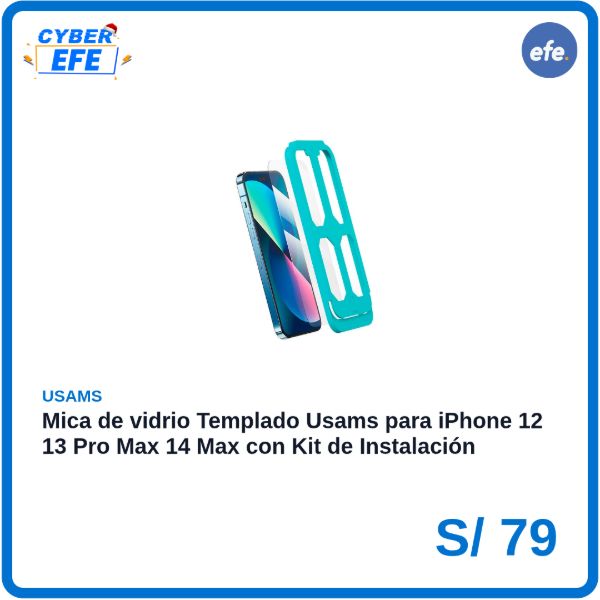 CYBER
EFE
efe.
USAMS
Mica de vidrio Templado Usams para iPhone 12
13 Pro Max 14 Max con Kit de Instalación
S/ 79